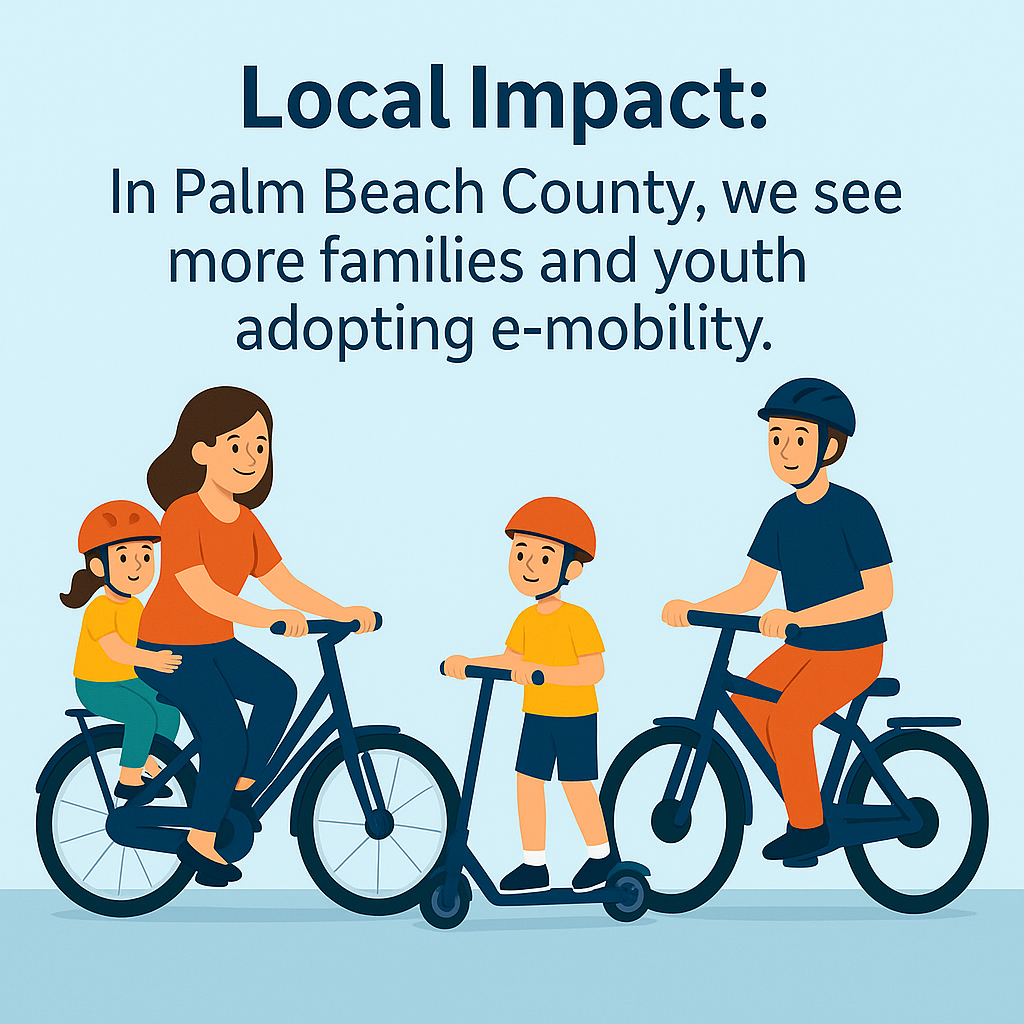 Local Impact:
In Palm Beach County, we see
more families and youth
adopting e-mobility.